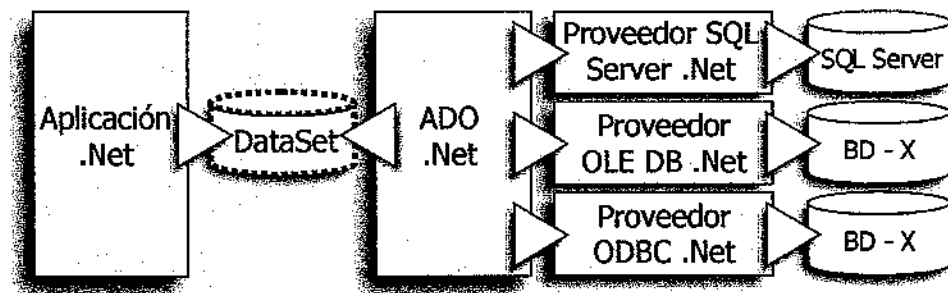 Aplicación
.Net
DataSet
ADO
.Net
Proveedor SQL
Server .Net
SQL Server
Proveedor
OLE DB .Net
BD - X
Proveedor
ODBC .Net
BD - X